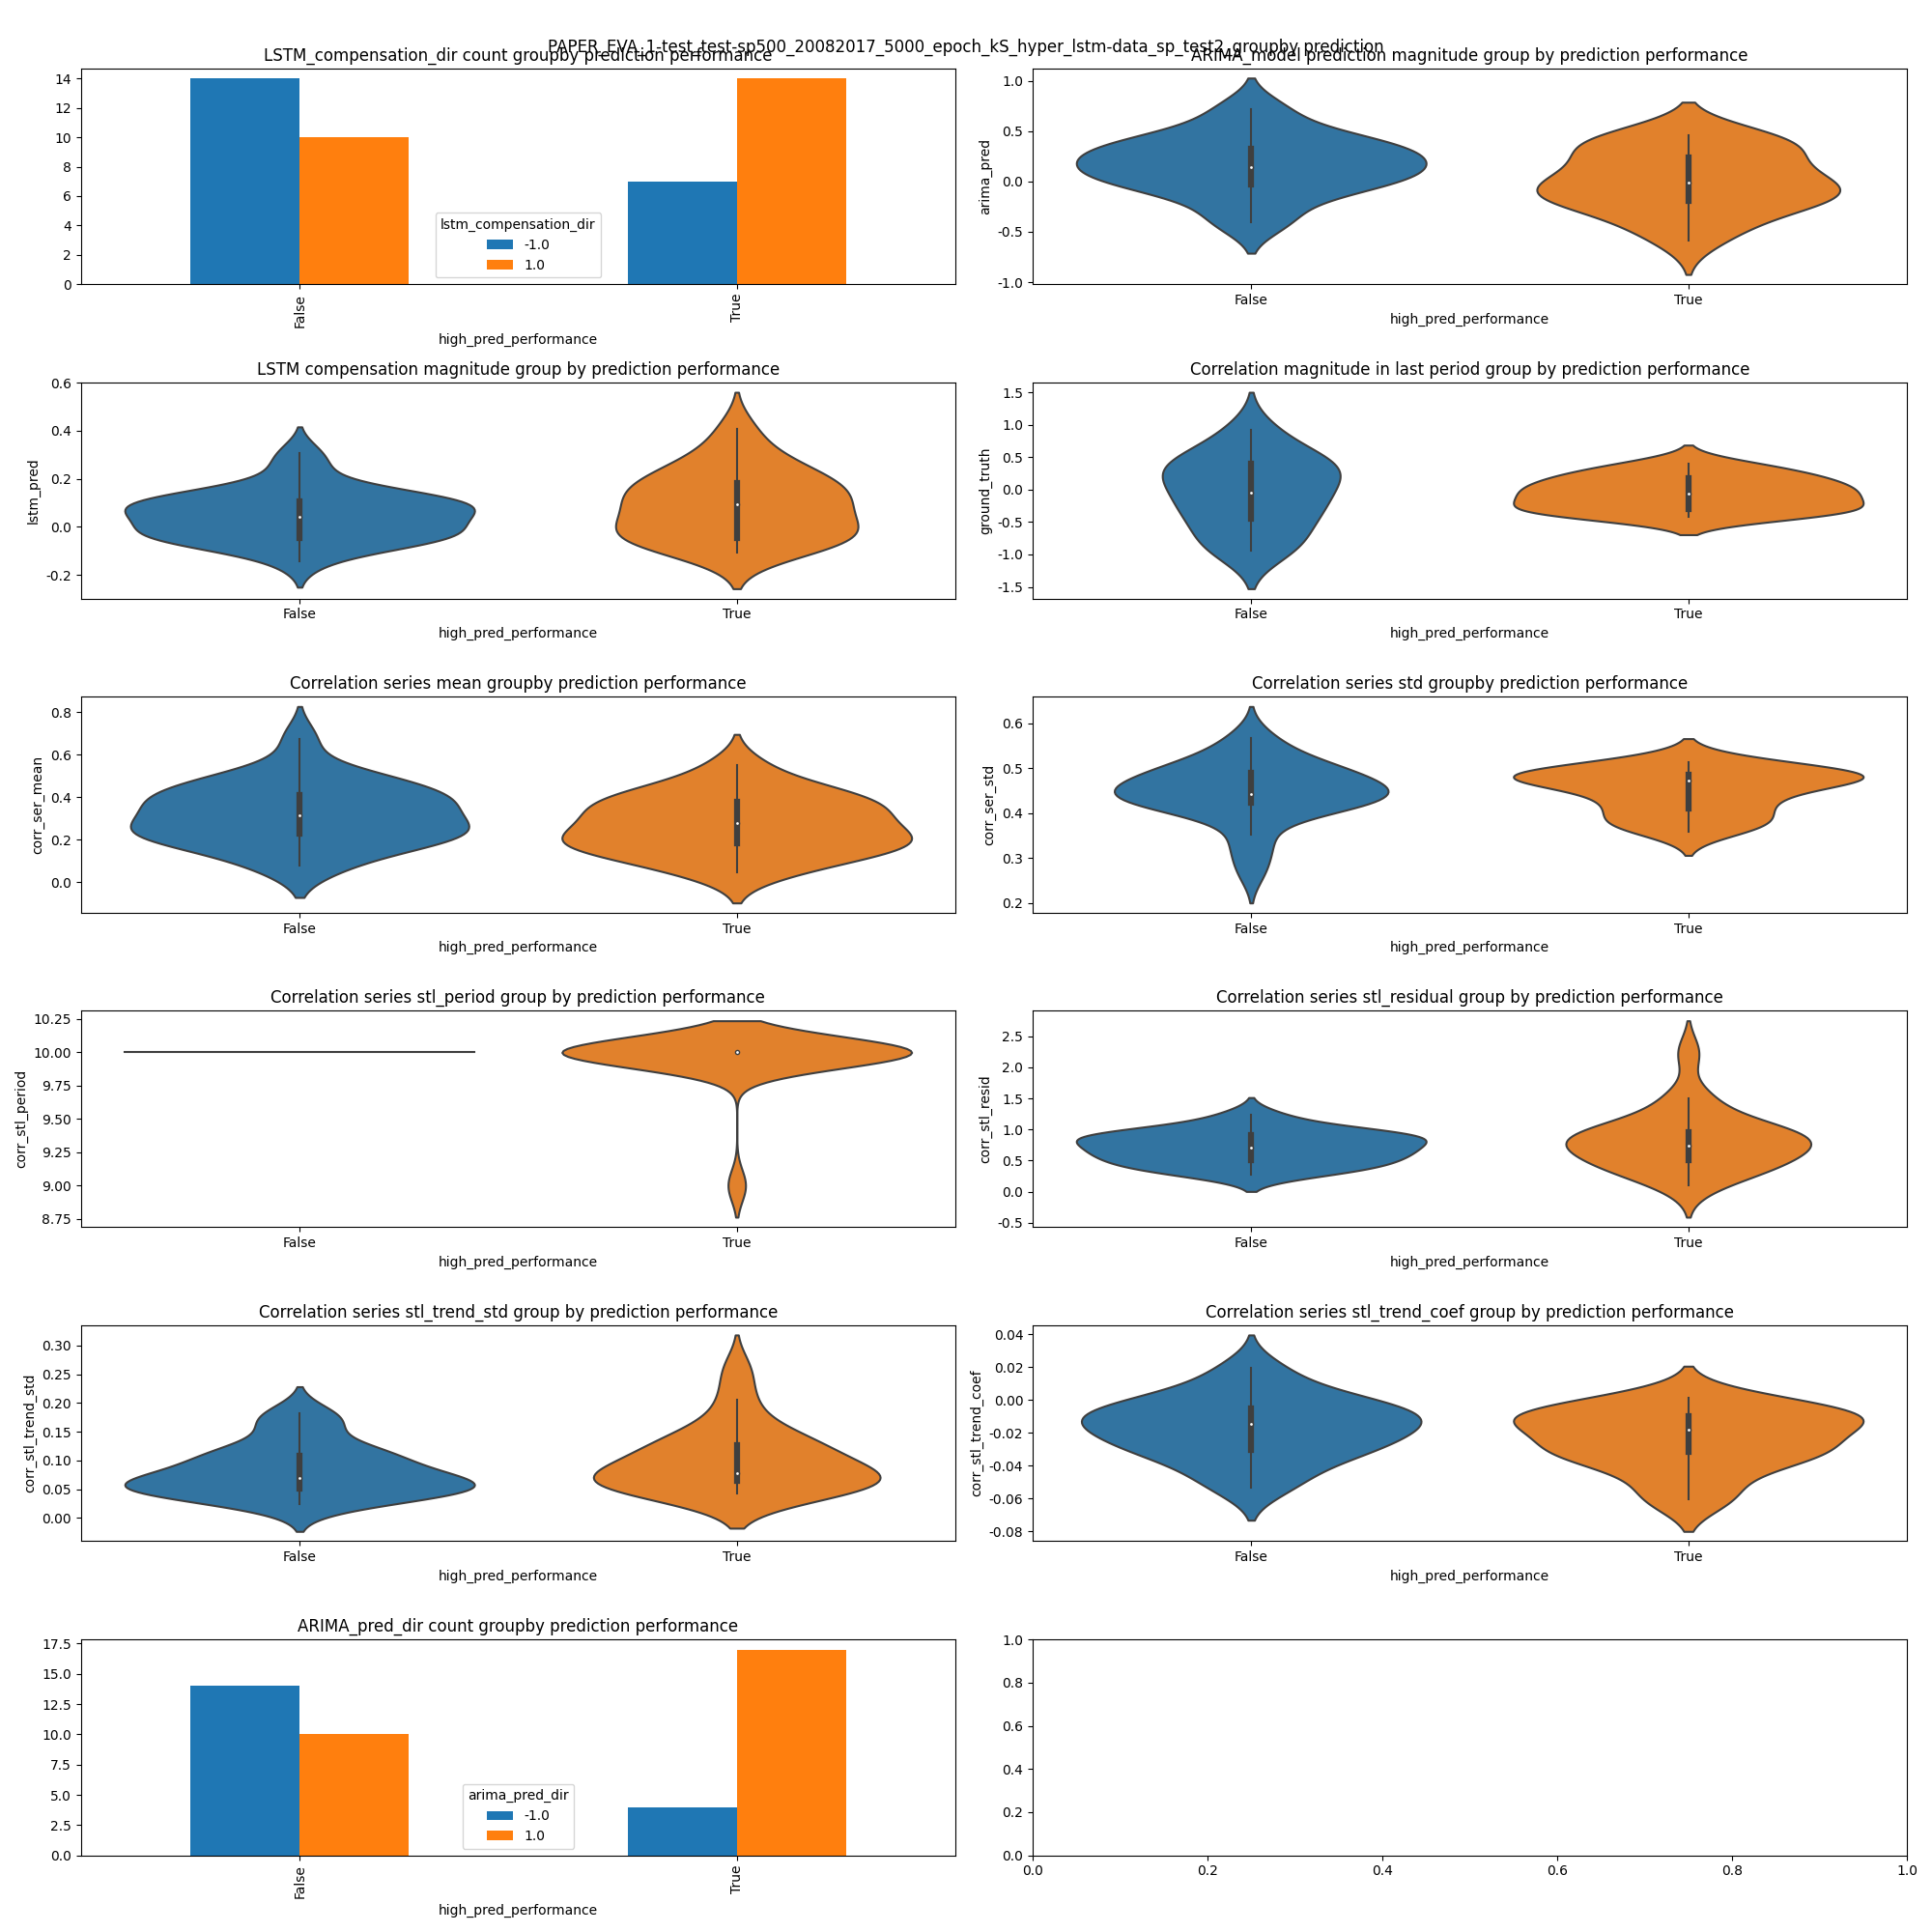 PAPER_EVA_1-test_test-sp500_20082017_5000_epoch_kS_hyper_lstm-data_sp_test2_groupby prediction
LSTM_compensation_dir count groupby prediction performance
14
12
10
8
6
4
2
0
lstm_compensation_dir
-1.0
1.0
False
True
high_pred_performance
ARIMA_model prediction magnitude group by prediction performance
arima_pred
1.0
0.5
0.0
-0.5
-1.0
False
True
high_pred_performance
LSTM compensation magnitude group by prediction performance
lstm_pred
0.6
0.4
0.2
0.0
-0.2
False
True
high_pred_performance
Correlation magnitude in last period group by prediction performance
ground_truth
1.5
1.0
0.5
0.0
-0.5
-1.0
-1.5
False
True
high_pred_performance
Correlation series mean groupby prediction performance
corr_ser_mean
0.8
0.6
0.4
0.2
0.0
False
True
high_pred_performance
Correlation series std groupby prediction performance
corr_ser_std
0.6
0.5
0.4
0.3
0.2
False
True
high_pred_performance
Correlation series stl_period group by prediction performance
corr_stl_period
10.25
10.00
9.75
9.50
9.25
9.00
8.75
False
True
high_pred_performance
Correlation series stl_residual group by prediction performance
corr_stl_resid
2.5
2.0
1.5
1.0
0.5
0.0
-0.5
False
True
high_pred_performance
Correlation series stl_trend_std group by prediction performance
corr_stl_trend_std
0.30
0.25
0.20
0.15
0.10
0.05
0.00
False
True
high_pred_performance
Correlation series stl_trend_coef group by prediction performance
corr_stl_trend_coef
0.04
0.02
0.00
-0.02
-0.04
-0.06
-0.08
False
True
high_pred_performance
ARIMA_pred_dir count groupby prediction performance
17.5
15.0
12.5
10.0
7.5
5.0
2.5
0.0
arima_pred_dir
-1.0
1.0
False
True
high_pred_performance
1.0
0.8
0.6
0.4
0.2
0.0
0.0
0.2
0.4
0.6
0.8
1.0